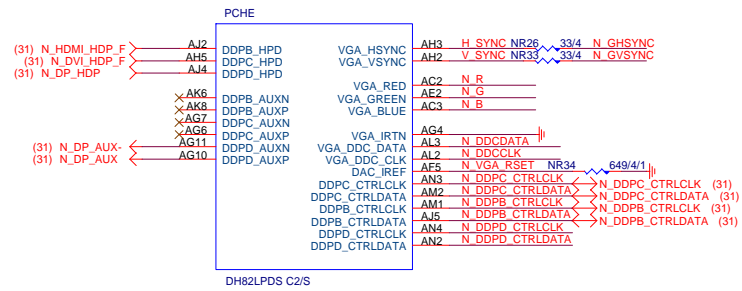 PCHE
(31) N_HDMI_HDP_F AJ2 DDPB_HPD VGA_HSYNC AH3 H_SYNC NR26 33/4 N_GHSYNC
(31) N_DVI_HDP_F AH5 DDPC_HPD VGA_VSYNC AH2 V_SYNC NR33 33/4 N_GVSYNC
(31) N_DP_HDP AJ4 DDPD_HPD
VGA_RED AC2 N_R
AK6 DDPB_AUXN VGA_GREEN AE2 N_G
AK8 DDPB_AUXP VGA_BLUE AC3 N_B
AG7 DDPC_AUXN
AG6 DDPC_AUXP VGA_IRTN AG4
(31) N_DP_AUX- AG11 DDPD_AUXN VGA_DDC_DATA AL3 N_DDCDATA
(31) N_DP_AUX AG10 DDPD_AUXP VGA_DDC_CLK AL2 N_DDCCLK
DAC_IREF AF5 N_VGA_RSET NR34 649/4/1
DDPC_CTRLCLK AN3 N_DDPC_CTRLCLK N_DDPC_CTRLCLK (31)
DDPC_CTRLDATA AM2 N_DDPC_CTRLDATA N_DDPC_CTRLDATA (31)
DDPB_CTRLCLK AM1 N_DDPB_CTRLCLK N_DDPB_CTRLCLK (31)
DDPB_CTRLDATA AJ5 N_DDPB_CTRLDATA N_DDPB_CTRLDATA (31)
DDPD_CTRLCLK AN4 N_DDPD_CTRLCLK
DDPD_CTRLDATA AN2 N_DDPD_CTRLDATA
DH82LPDS C2/S